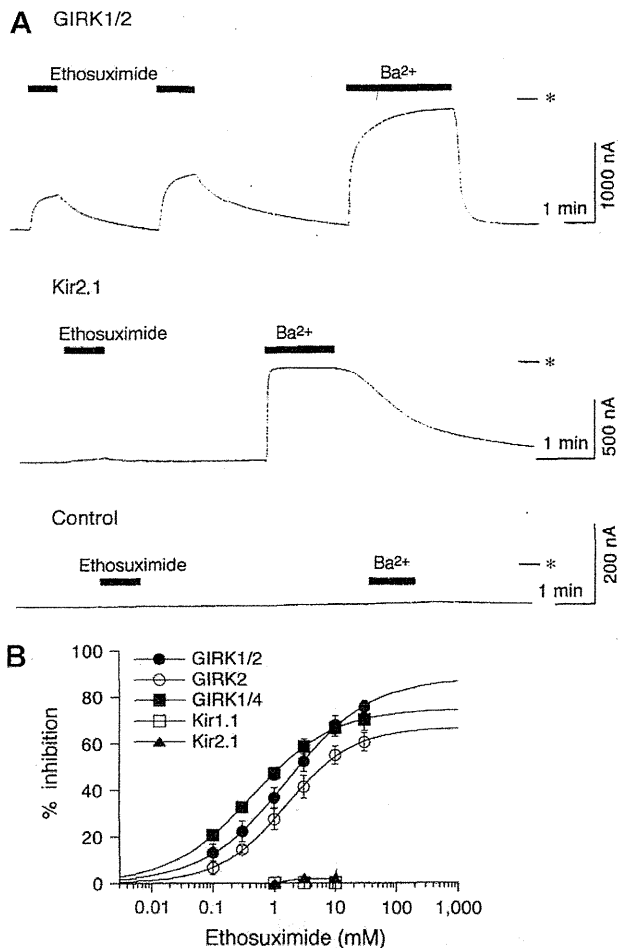 A GIRK1/2
Ethosuximide Ba2+
*
1 min
1000 nA
Kir2.1
Ethosuximide Ba2+
*
1 min
500 nA
Control
Ethosuximide Ba2+
*
1 min
200 nA
B
100
80
60
40
20
0
% inhibition
GIRK1/2
GIRK2
GIRK1/4
Kir1.1
Kir2.1
0.01 0.1 1 10 100 1,000
Ethosuximide (mM)